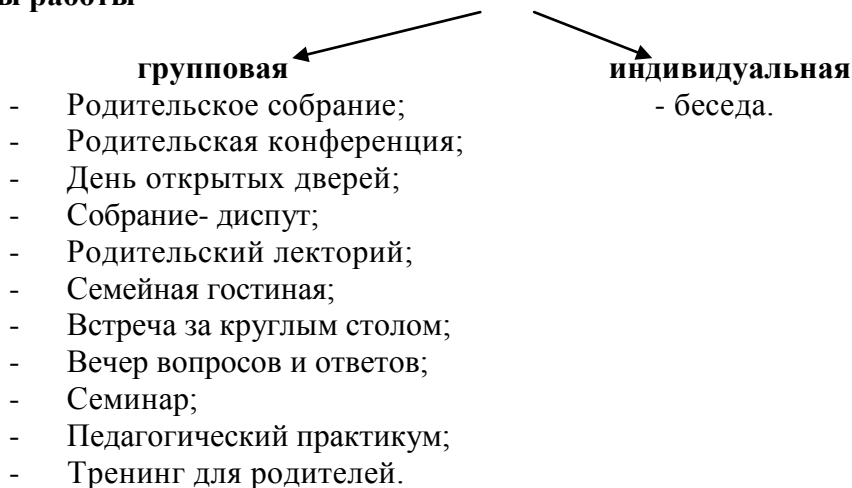 ы работы
групповая индивидуальная
- Родительское собрание; - беседа.
- Родительская конференция;
- День открытых дверей;
- Собрание- диспут;
- Родительский лекторий;
- Семейная гостиная;
- Встреча за круглым столом;
- Вечер вопросов и ответов;
- Семинар;
- Педагогический практикум;
- Тренинг для родителей.